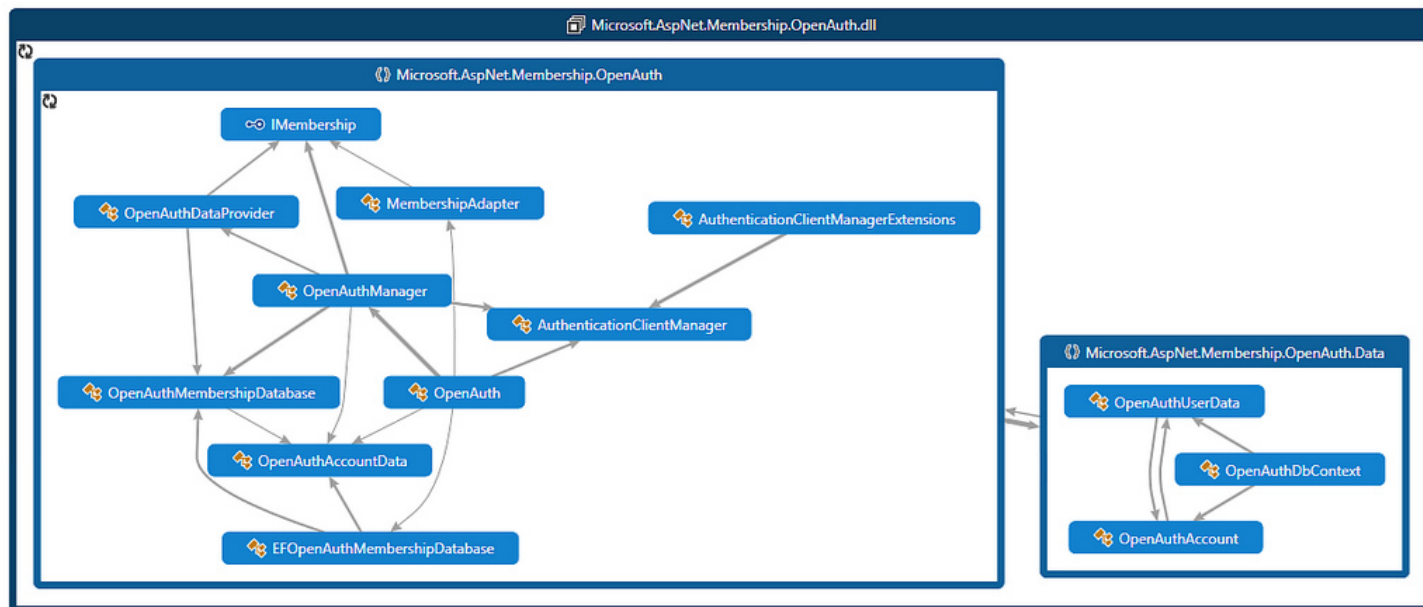 Microsoft.AspNet.Membership.OpenAuth.dll
Microsoft.AspNet.Membership.OpenAuth
IMembership
OpenAuthDataProvider
MembershipAdapter
AuthenticationClientManagerExtensions
OpenAuthManager
AuthenticationClientManager
OpenAuthMembershipDatabase
OpenAuth
OpenAuthAccountData
EFOpenAuthMembershipDatabase
Microsoft.AspNet.Membership.OpenAuth.Data
OpenAuthUserData
OpenAuthDbContext
OpenAuthAccount